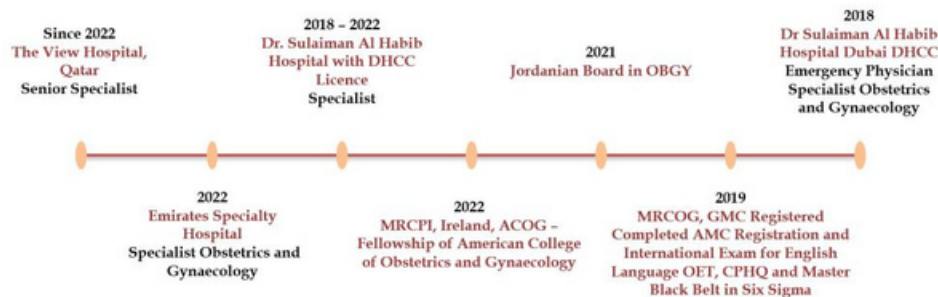 Since 2022
The View Hospital,
Qatar
Senior Specialist
2018 – 2022
Dr. Sulaiman Al Habib
Hospital with DHCC
Licence
Specialist
2021
Jordanian Board in OBGY
2018
Dr Sulaiman Al Habib
Hospital Dubai DHCC
Emergency Physician
Specialist Obstetrics
and Gynaecology
2022
Emirates Specialty
Hospital
Specialist Obstetrics and
Gynaecology
2022
MRCPI, Ireland, ACOG –
Fellowship of American College
of Obstetrics and Gynaecology
2019
MRCOG, GMC Registered
Completed AMC Registration and
International Exam for English
Language OET, CPHQ and Master
Black Belt in Six Sigma